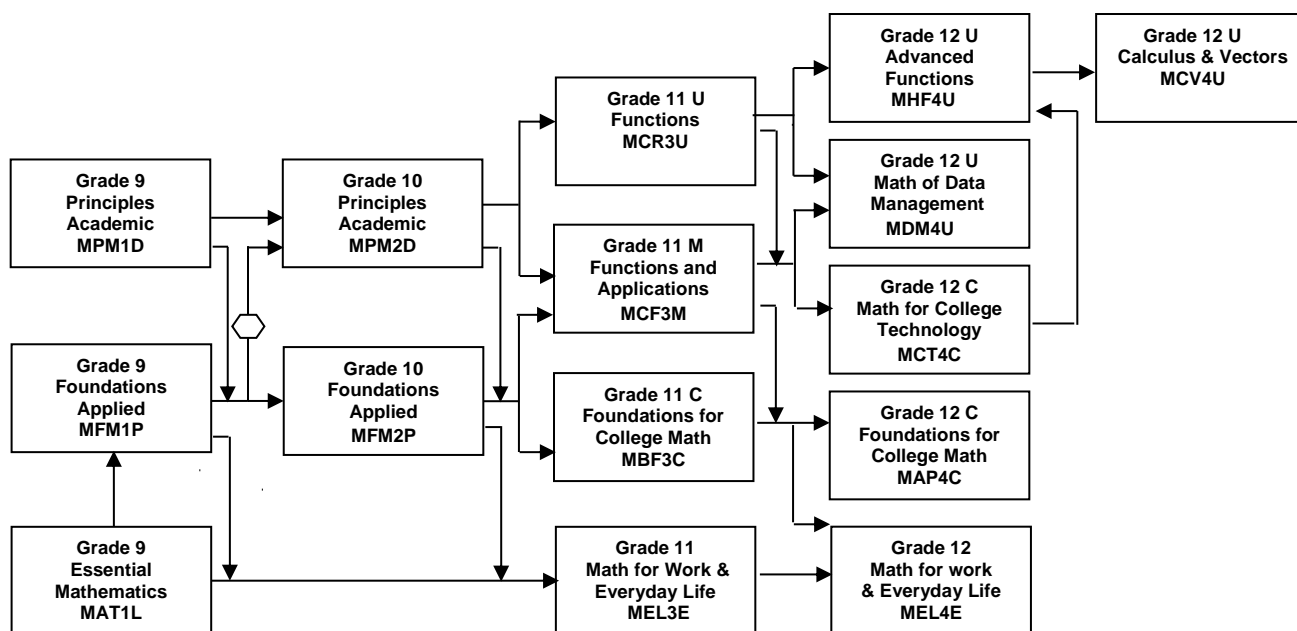 Grade 9
Principles
Academic
MPM1D
Grade 9
Foundations
Applied
MFM1P
Grade 9
Essential
Mathematics
MAT1L
Grade 10
Principles
Academic
MPM2D
Grade 10
Foundations
Applied
MFM2P
Grade 11 U
Functions
MCR3U
Grade 11 M
Functions and
Applications
MCF3M
Grade 11 C
Foundations for
College Math
MBF3C
Grade 11
Math for Work &
Everyday Life
MEL3E
Grade 12 U
Advanced
Functions
MHF4U
Grade 12 U
Math of Data
Management
MDM4U
Grade 12 C
Math for College
Technology
MCT4C
Grade 12 C
Foundations for
College Math
MAP4C
Grade 12
Math for work
& Everyday Life
MEL4E
Grade 12 U
Calculus & Vectors
MCV4U